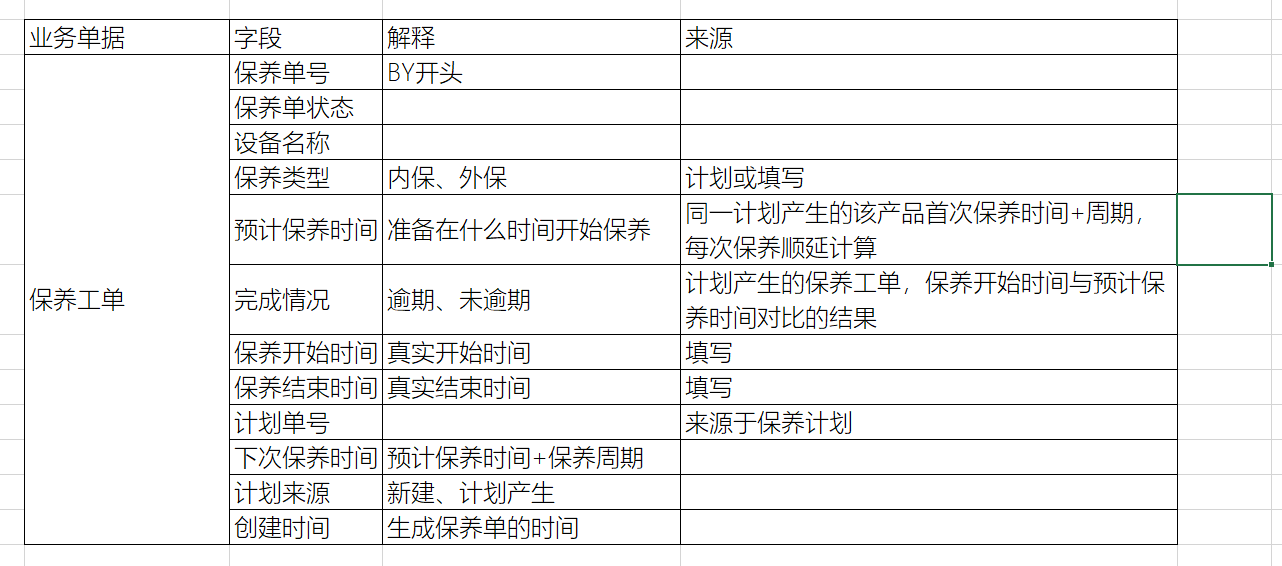 业务单据 字段 解释 来源
保养工单
保养单号 BY开头
保养单状态
设备名称
保养类型 内保、外保 计划或填写
预计保养时间 准备在什么时间开始保养 同一计划产生的该产品首次保养时间+周期，
每次保养顺延计算
完成情况 逾期、未逾期 计划产生的保养工单，保养开始时间与预计保
养时间对比的结果
保养开始时间 真实开始时间 填写
保养结束时间 真实结束时间 填写
计划单号 来源于保养计划
下次保养时间 预计保养时间+保养周期
计划来源 新建、计划产生
创建时间 生成保养单的时间